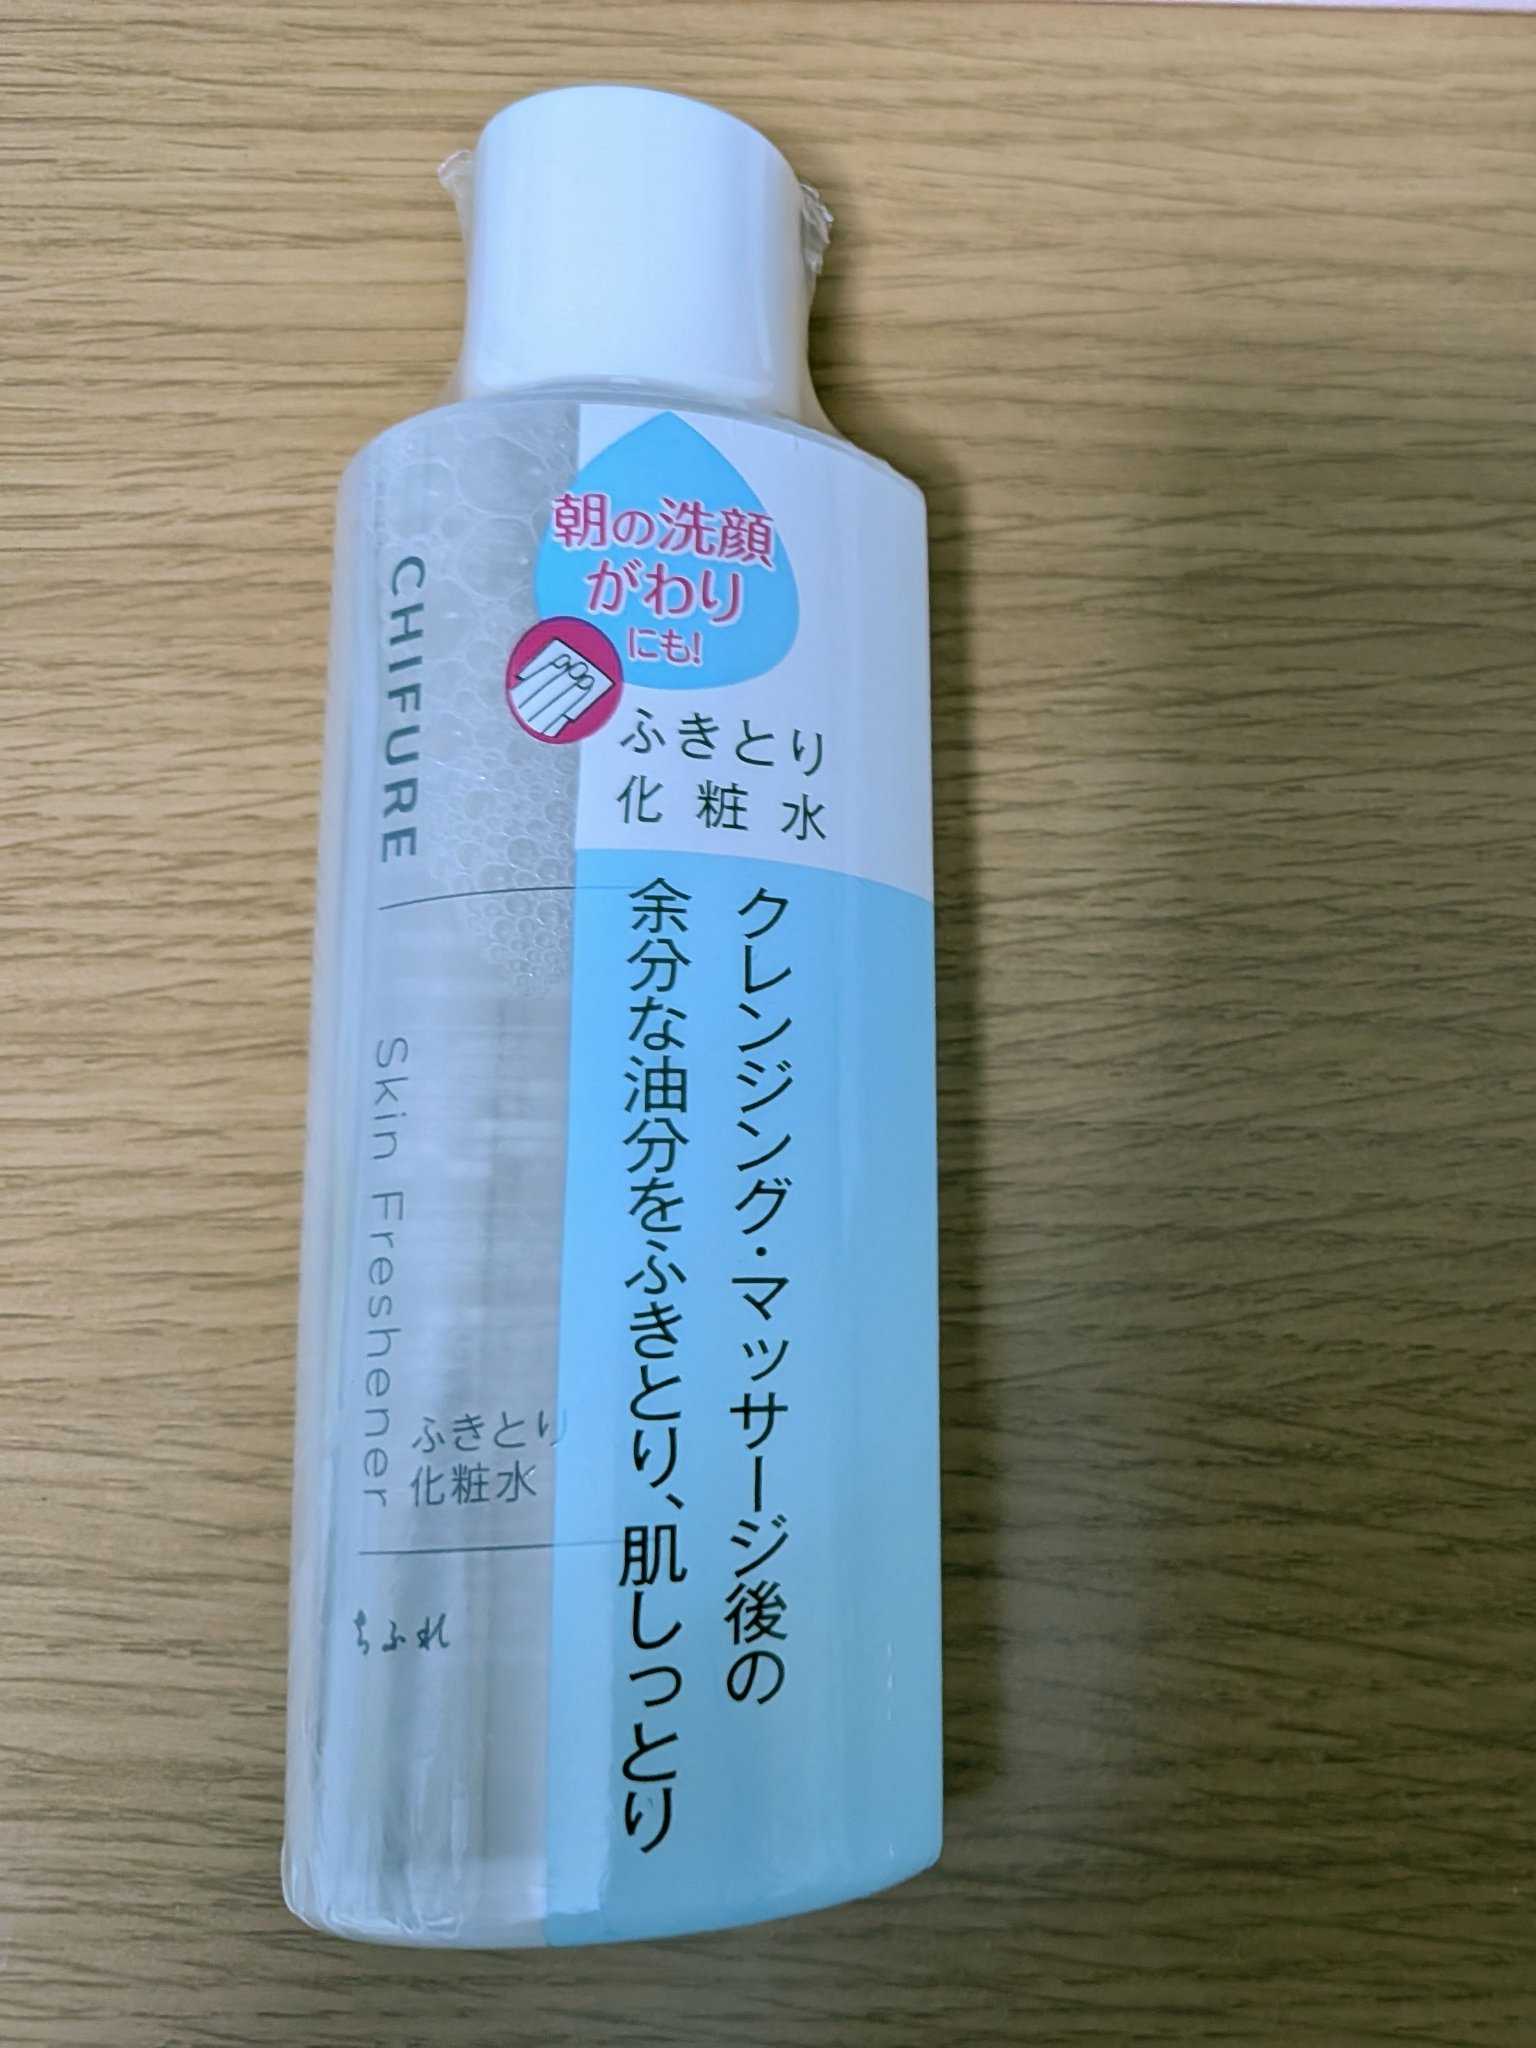 朝の洗顔
がわり
にも!
ふきとり
化粧水
クレンジング・マッサージ後の
余分な油分をふきとり、肌しっとり
CHIFURE
Skin Freshener
ふきとり
化粧水
ちふれ